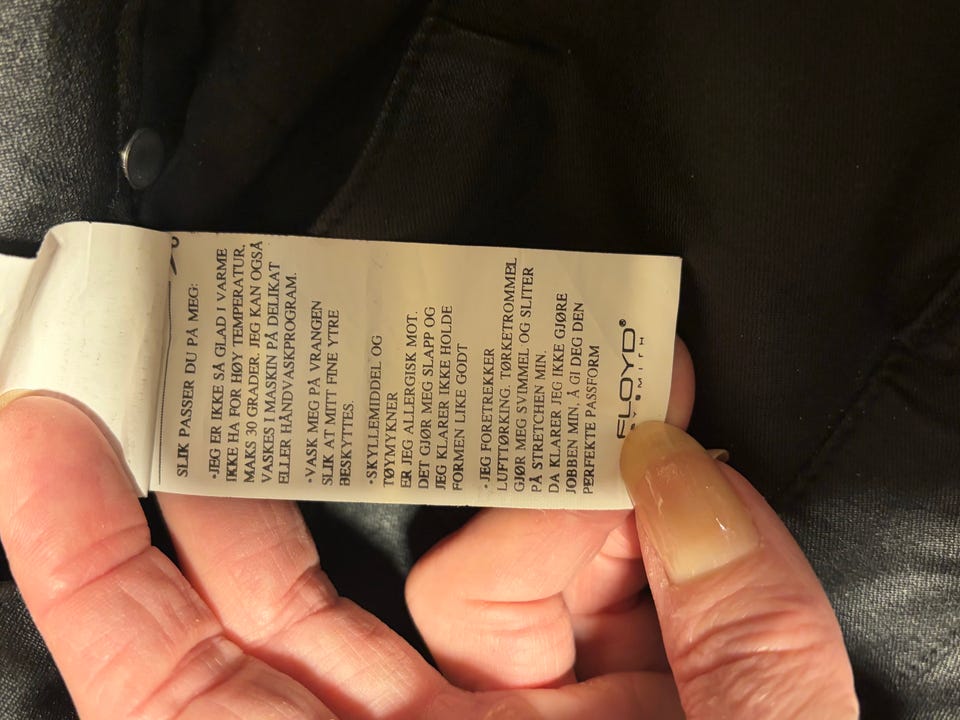 SLIK PASSER DU PÅ MEG:
•JEG ER IKKE SÅ GLAD I VARME
IKKE HA FOR HØY TEMPERATUR.
MAKS 30 GRADER. JEG KAN OGSÅ
VASKES I MASKIN PÅ DELIKAT
ELLER HÅNDVASKPROGRAM.
•VASK MEG PÅ VRANGEN
SLIK AT MITT FINE YTRE
BESKYTTES.
•SKYLLEMIDDEL OG
TØYMYKNER
ER JEG ALLERGISK MOT.
DET GJØR MEG SLAPP OG
JEG KLARER IKKE HOLDE
FORMEN LIKE GODT
•JEG FORETREKKER
LUFTTØRKING. TØRKETROMMEL
GJØR MEG SVIMMEL OG SLITER
PÅ STRETCHEN MIN.
DA KLARER JEG IKKE GJØRE
JOBBEN MIN, Å GI DEG DEN
PERFEKTE PASSFORM
FLOYD®
BY SMITH